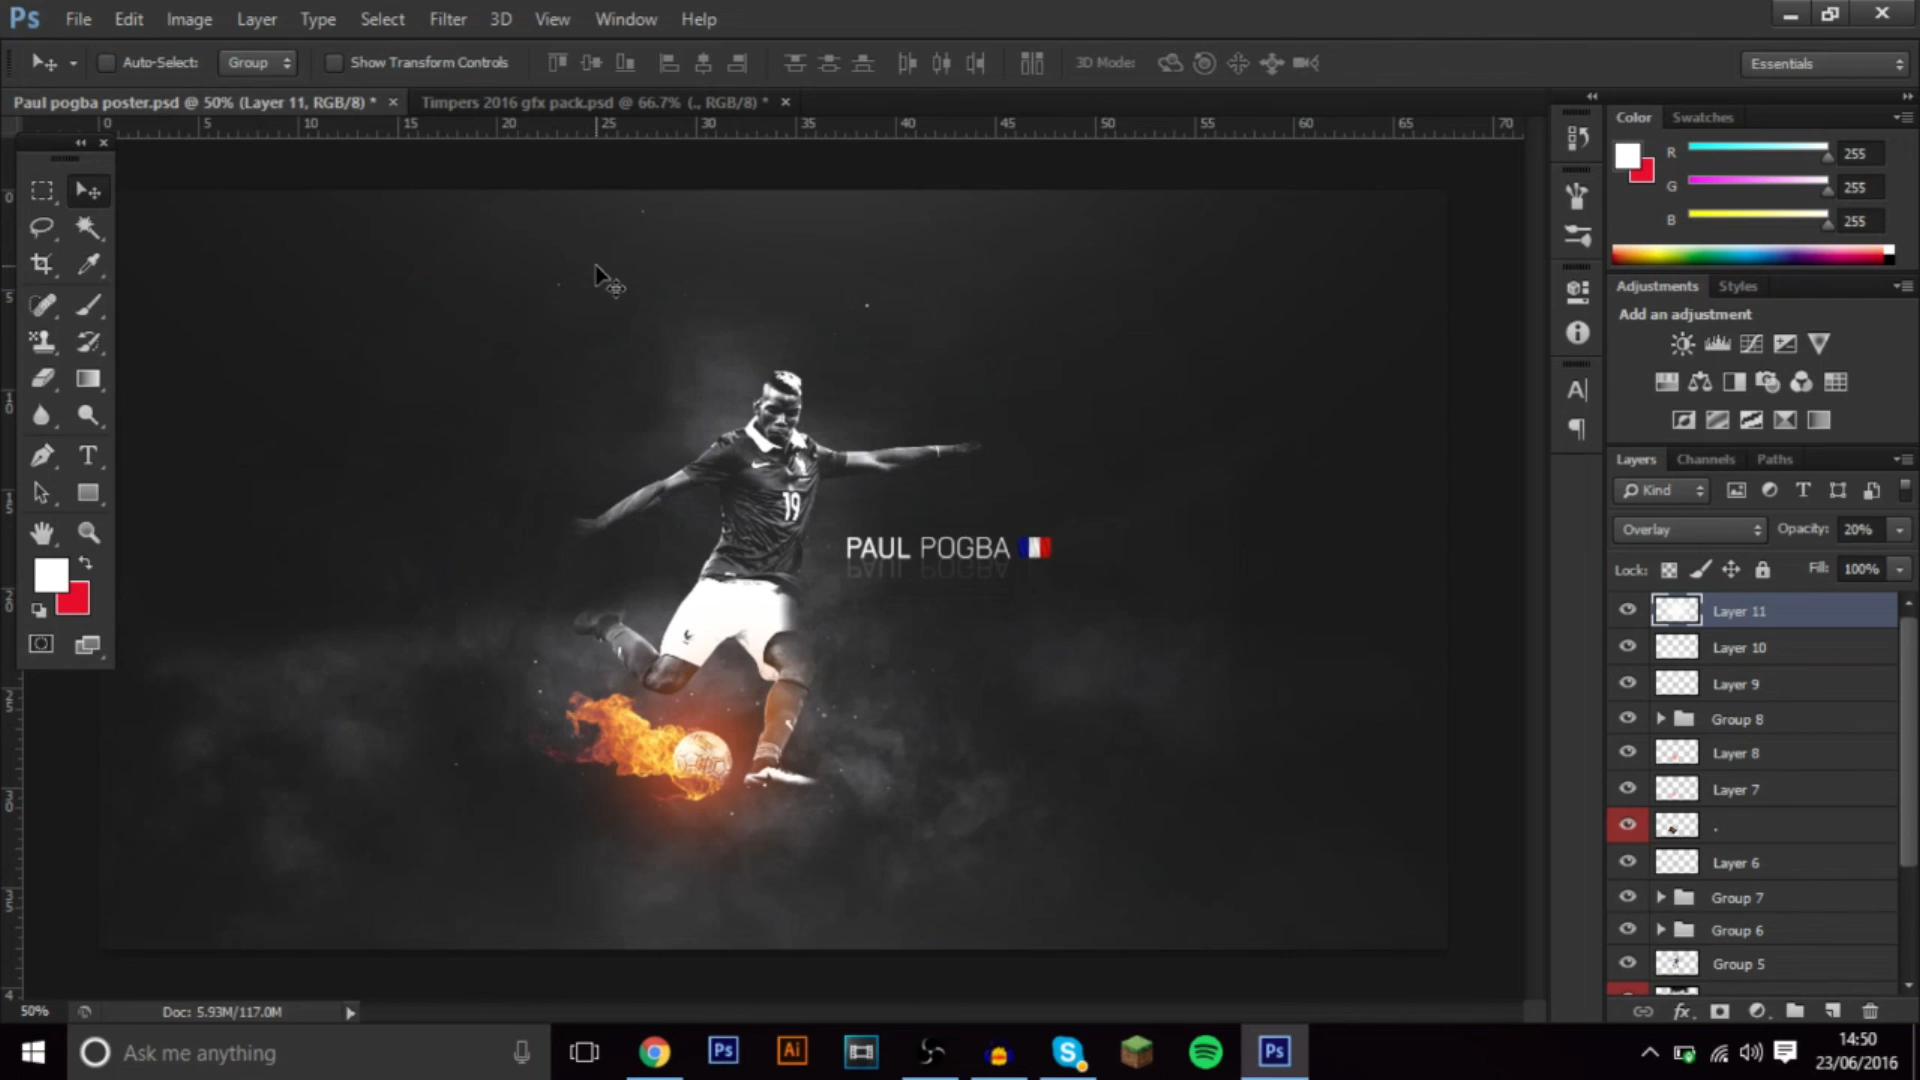 Ps File Edit Image Layer Type Select Filter 3D View Window Help
Auto-Select: Group Show Transform Controls 3D Mode: Essentials
Paul pogba poster.psd @ 50% (Layer 11, RGB/8) * × Timpers 2016 gfx pack.psd @ 66.7% (., RGB/8) * ×
0 5 10 15 20 25 30 35 40 45 50 55 60 65 70
Color Swatches
R 255
G 255
B 255
Adjustments Styles
Add an adjustment
Layers Channels Paths
Kind
Overlay Opacity: 20%
Lock: Fill: 100%
Layer 11
Layer 10
Layer 9
Group 8
Layer 8
Layer 7
.
Layer 6
Group 7
Group 6
Group 5
19
PAUL POGBA
50% Doc: 5.93M/117.0M
Ask me anything
Ps Ai Ps
14:50
23/06/2016